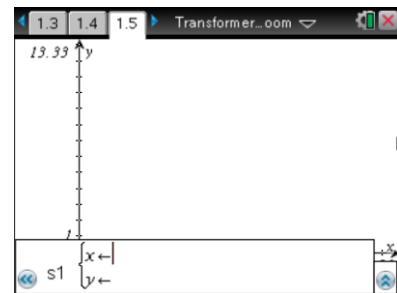 1.3 1.4 1.5 Transformer…oom
13.33 y
1
x
s1 x←
y←